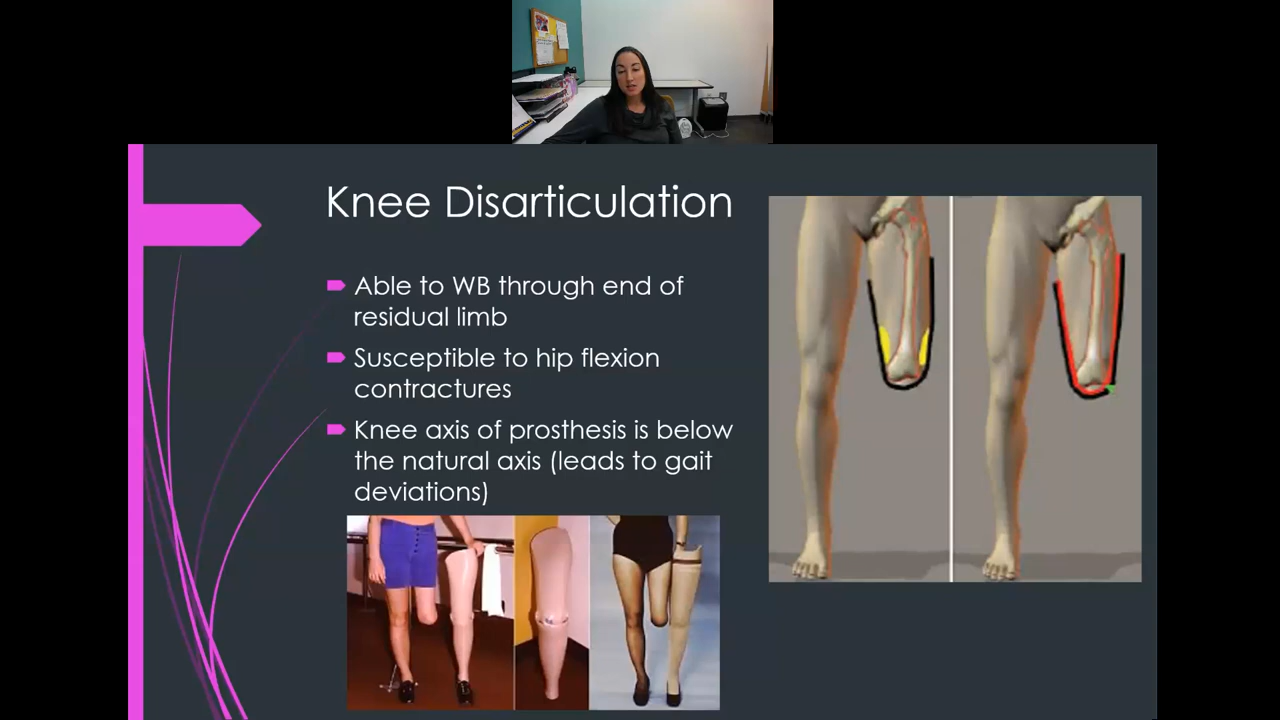 Knee Disarticulation
Able to WB through end of
residual limb
Susceptible to hip flexion
contractures
Knee axis of prosthesis is below
the natural axis (leads to gait
deviations)